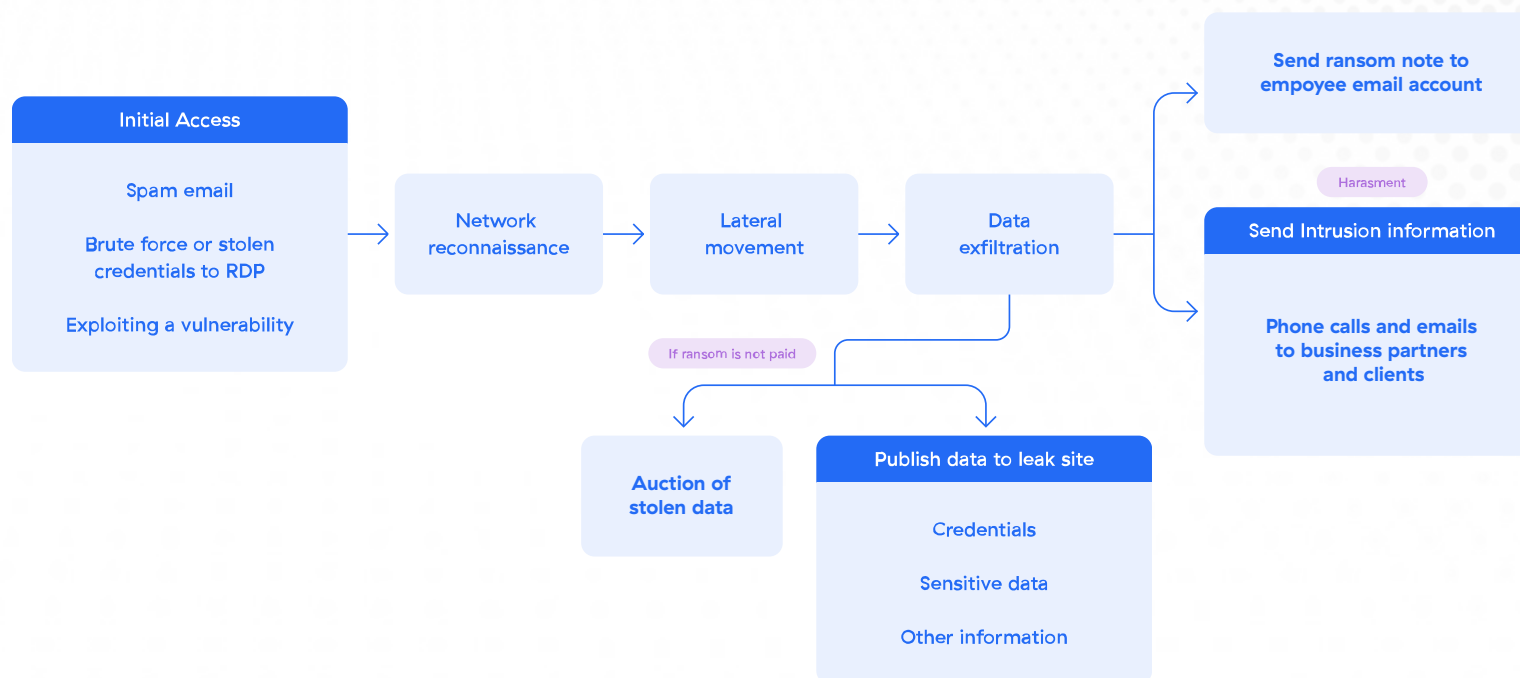 Initial Access
Spam email
Brute force or stolen
credentials to RDP
Exploiting a vulnerability
Network
reconnaissance
Lateral
movement
Data
exfiltration
Send ransom note to
empoyee email account
Harasment
Send Intrusion information
Phone calls and emails
to business partners
and clients
If ransom is not paid
Auction of
stolen data
Publish data to leak site
Credentials
Sensitive data
Other information